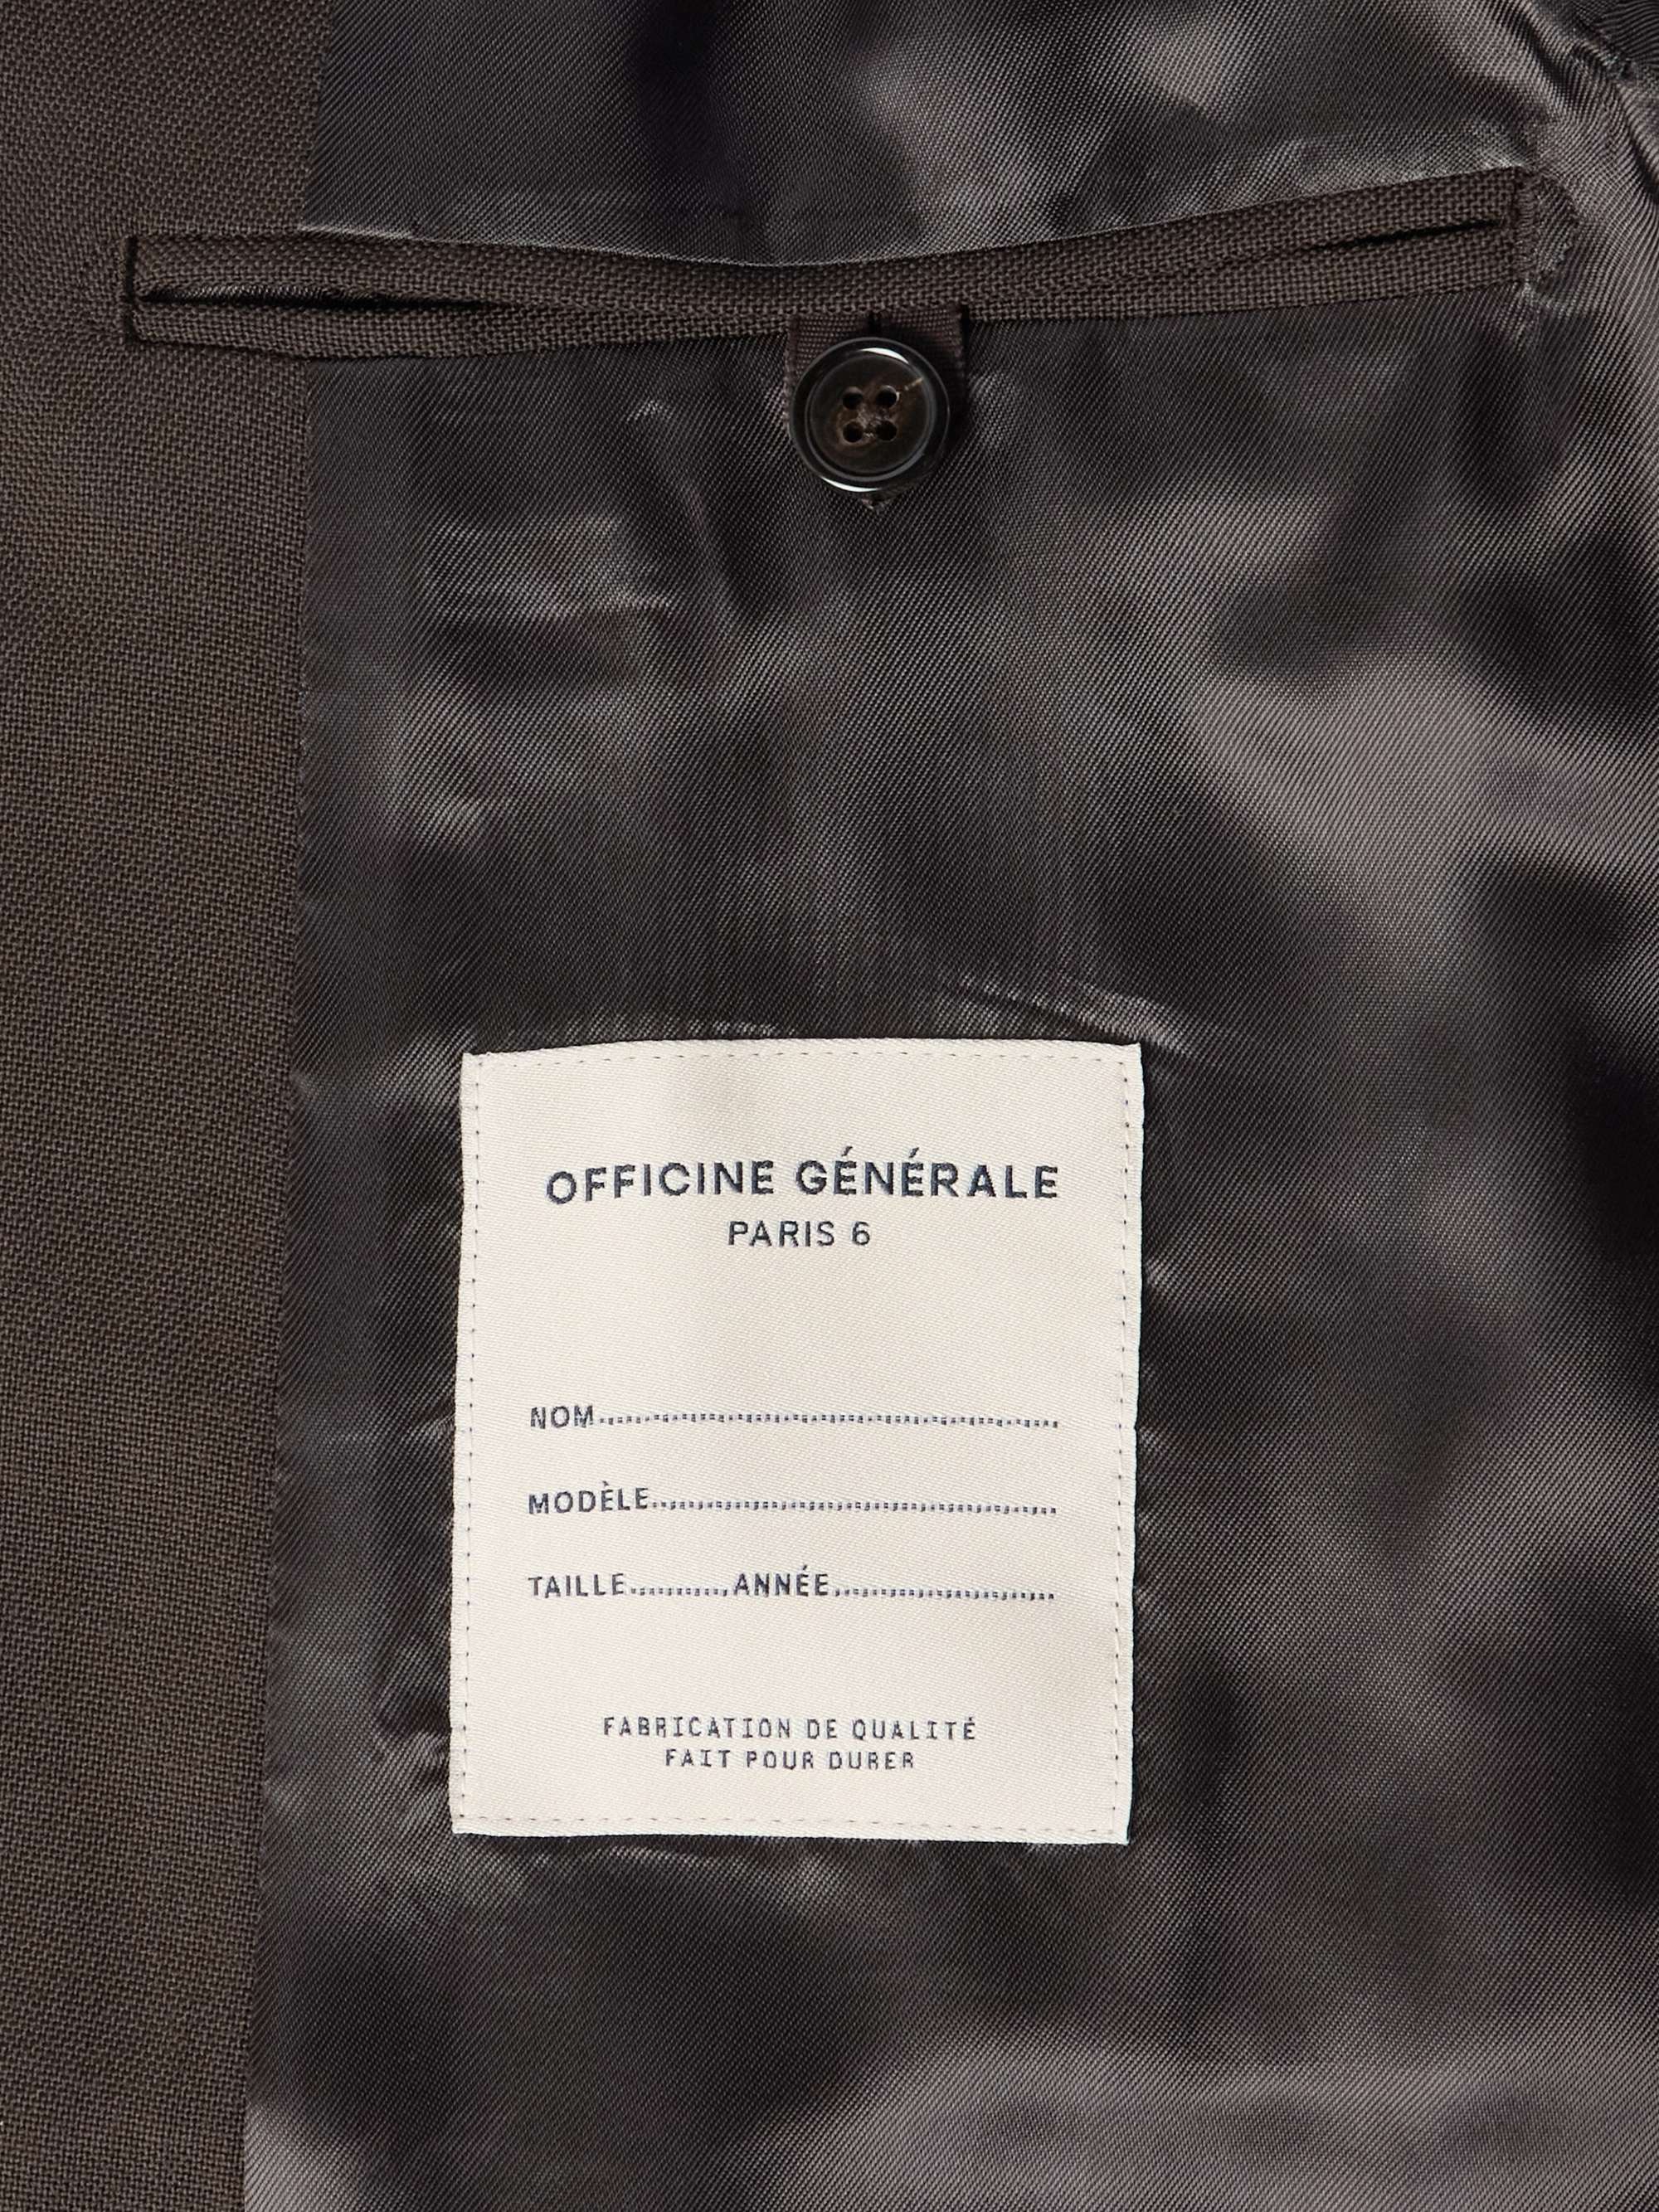 OFFICINE GÉNÉRALE
PARIS 6
NOM
MODÈLE
TAILLE ANNÉE
FABRICATION DE QUALITÉ
FAIT POUR DURER